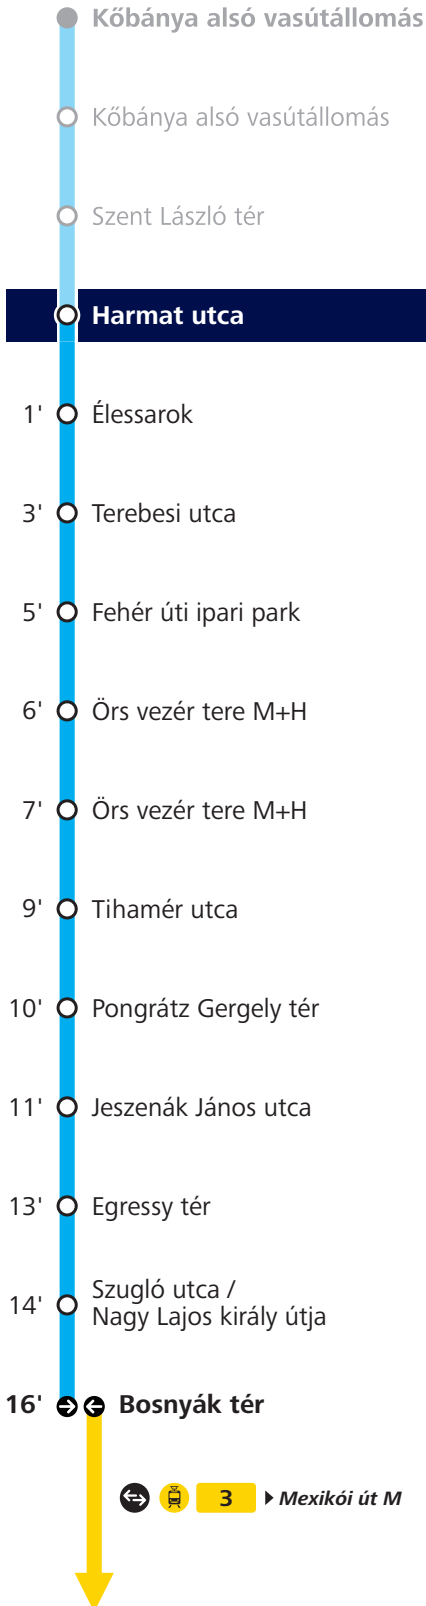 Kőbánya alsó vasútállomás
Kőbánya alsó vasútállomás
Szent László tér
Harmat utca
1' Élessarok
3' Terebesi utca
5' Fehér úti ipari park
6' Örs vezér tere M+H
7' Örs vezér tere M+H
9' Tihamér utca
10' Pongrátz Gergely tér
11' Jeszenák János utca
13' Egressy tér
14' Szugló utca /
Nagy Lajos király útja
16' Bosnyák tér
3 Mexikói út M